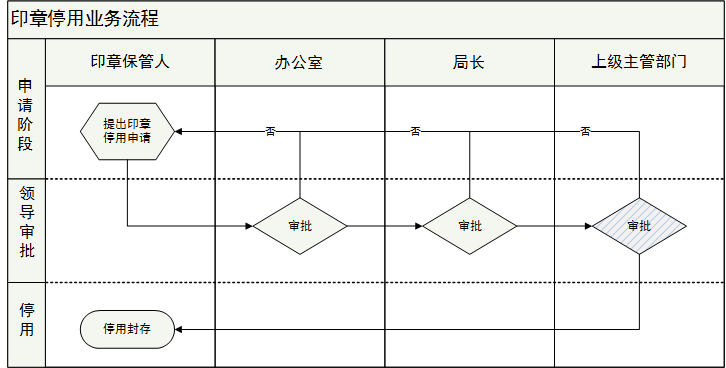 印章停用业务流程
印章保管人
办公室
局长
上级主管部门
申请阶段
提出印章
停用申请
否
否
否
领导审批
审批
审批
审批
停用
停用封存